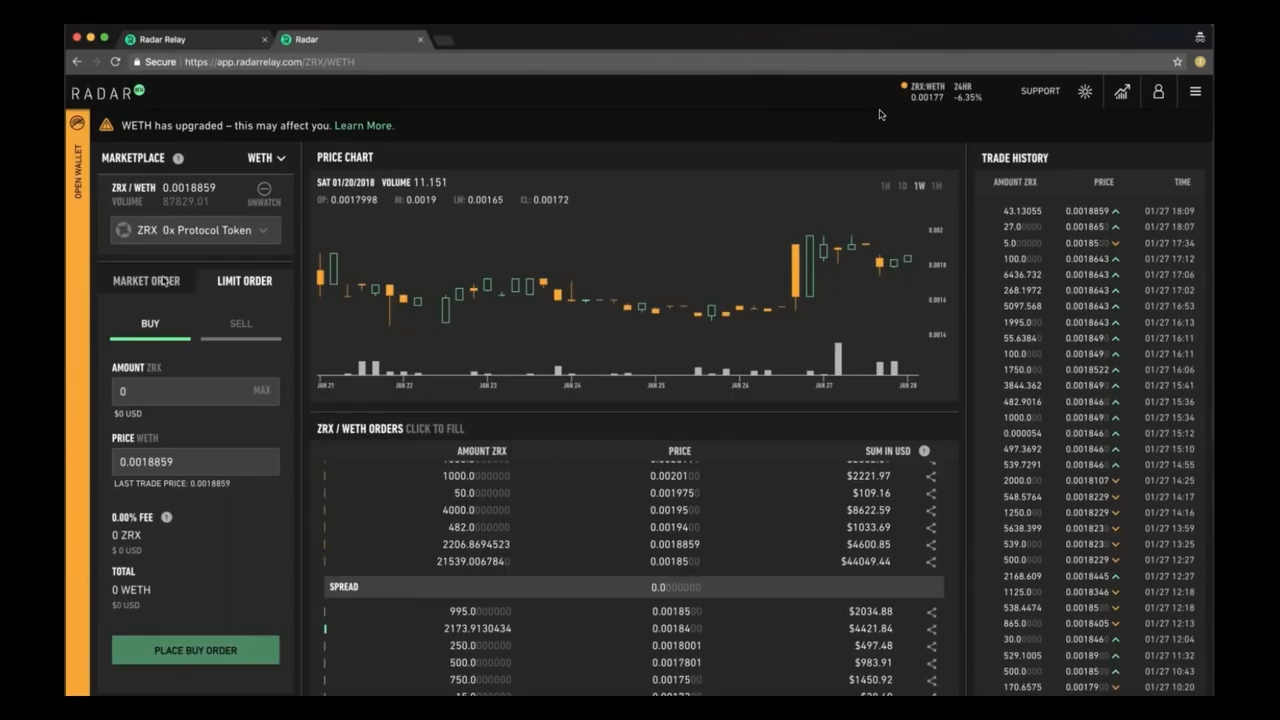 Radar Relay
Radar
Secure https://app.radarrelay.com/ZRX/WETH
RADAR
ZRX:WETH 24HR
0.00177 -6.35%
SUPPORT
WETH has upgraded – this may affect you. Learn More.
OPEN WALLET
MARKETPLACE WETH
ZRX / WETH 0.0018859
VOLUME 87829.01
UNWATCH
ZRX 0x Protocol Token
MARKET ORDER LIMIT ORDER
BUY SELL
AMOUNT ZRX
0 MAX
$0 USD
PRICE WETH
0.0018859
LAST TRADE PRICE: 0.0018859
0.00% FEE
0 ZRX
$ 0 USD
TOTAL
0 WETH
$0 USD
PLACE BUY ORDER
PRICE CHART
SAT 01/20/2018 VOLUME 11.151
OP: 0.0017998 HI: 0.0019 LW: 0.00165 CL: 0.00172
1H 1D 1W 1M
0.002
0.0018
0.0016
0.0014
JAN 21 JAN 22 JAN 23 JAN 24 JAN 25 JAN 26 JAN 27 JAN 28
ZRX / WETH ORDERS CLICK TO FILL
AMOUNT ZRX PRICE SUM IN USD
1000.0000000 0.0020100 $2221.97
50.0000000 0.0019750 $109.16
4000.0000000 0.0019500 $8622.59
482.0000000 0.0019400 $1033.69
2206.8694523 0.0018859 $4600.85
21539.0067840 0.0018500 $44049.44
SPREAD 0.0000000
995.0000000 0.0018500 $2034.88
2173.9130434 0.0018400 $4421.84
250.0000000 0.0018001 $497.48
500.0000000 0.0017801 $983.91
750.0000000 0.0017500 $1450.92
TRADE HISTORY
AMOUNT ZRX PRICE TIME
43.13055 0.0018859 01/27 18:09
27.00000 0.0018650 01/27 18:07
5.000000 0.0018500 01/27 17:34
100.0000 0.0018643 01/27 17:12
6436.732 0.0018643 01/27 17:06
268.1972 0.0018643 01/27 17:02
5097.568 0.0018643 01/27 16:53
1995.000 0.0018643 01/27 16:13
55.63840 0.0018490 01/27 16:11
100.0000 0.0018490 01/27 16:11
1750.000 0.0018522 01/27 16:06
3844.362 0.0018490 01/27 15:41
482.9016 0.0018460 01/27 15:36
1000.000 0.0018490 01/27 15:34
0.000054 0.0018460 01/27 15:12
497.3692 0.0018490 01/27 15:10
539.7291 0.0018460 01/27 14:55
2000.000 0.0018107 01/27 14:25
548.5764 0.0018229 01/27 14:17
1250.000 0.0018229 01/27 14:16
5638.399 0.0018230 01/27 13:59
539.0000 0.0018230 01/27 13:25
500.0000 0.0018229 01/27 12:27
2168.609 0.0018445 01/27 12:27
1125.000 0.0018346 01/27 12:18
538.4474 0.0018500 01/27 12:18
865.0000 0.0018405 01/27 12:13
30.00000 0.0018460 01/27 12:04
529.1005 0.0018900 01/27 11:32
500.0000 0.0018500 01/27 10:43
170.6575 0.0017900 01/27 10:20